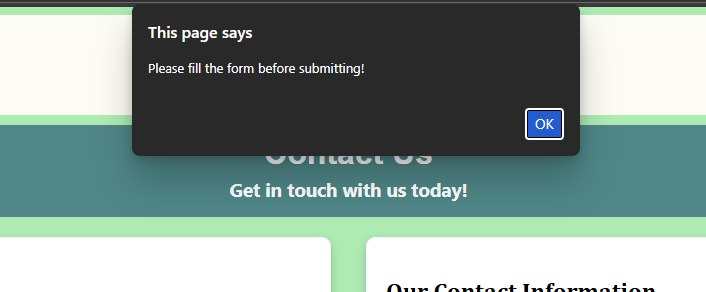 This page says
Please fill the form before submitting!
OK
Contact Us
Get in touch with us today!
Our Contact Information